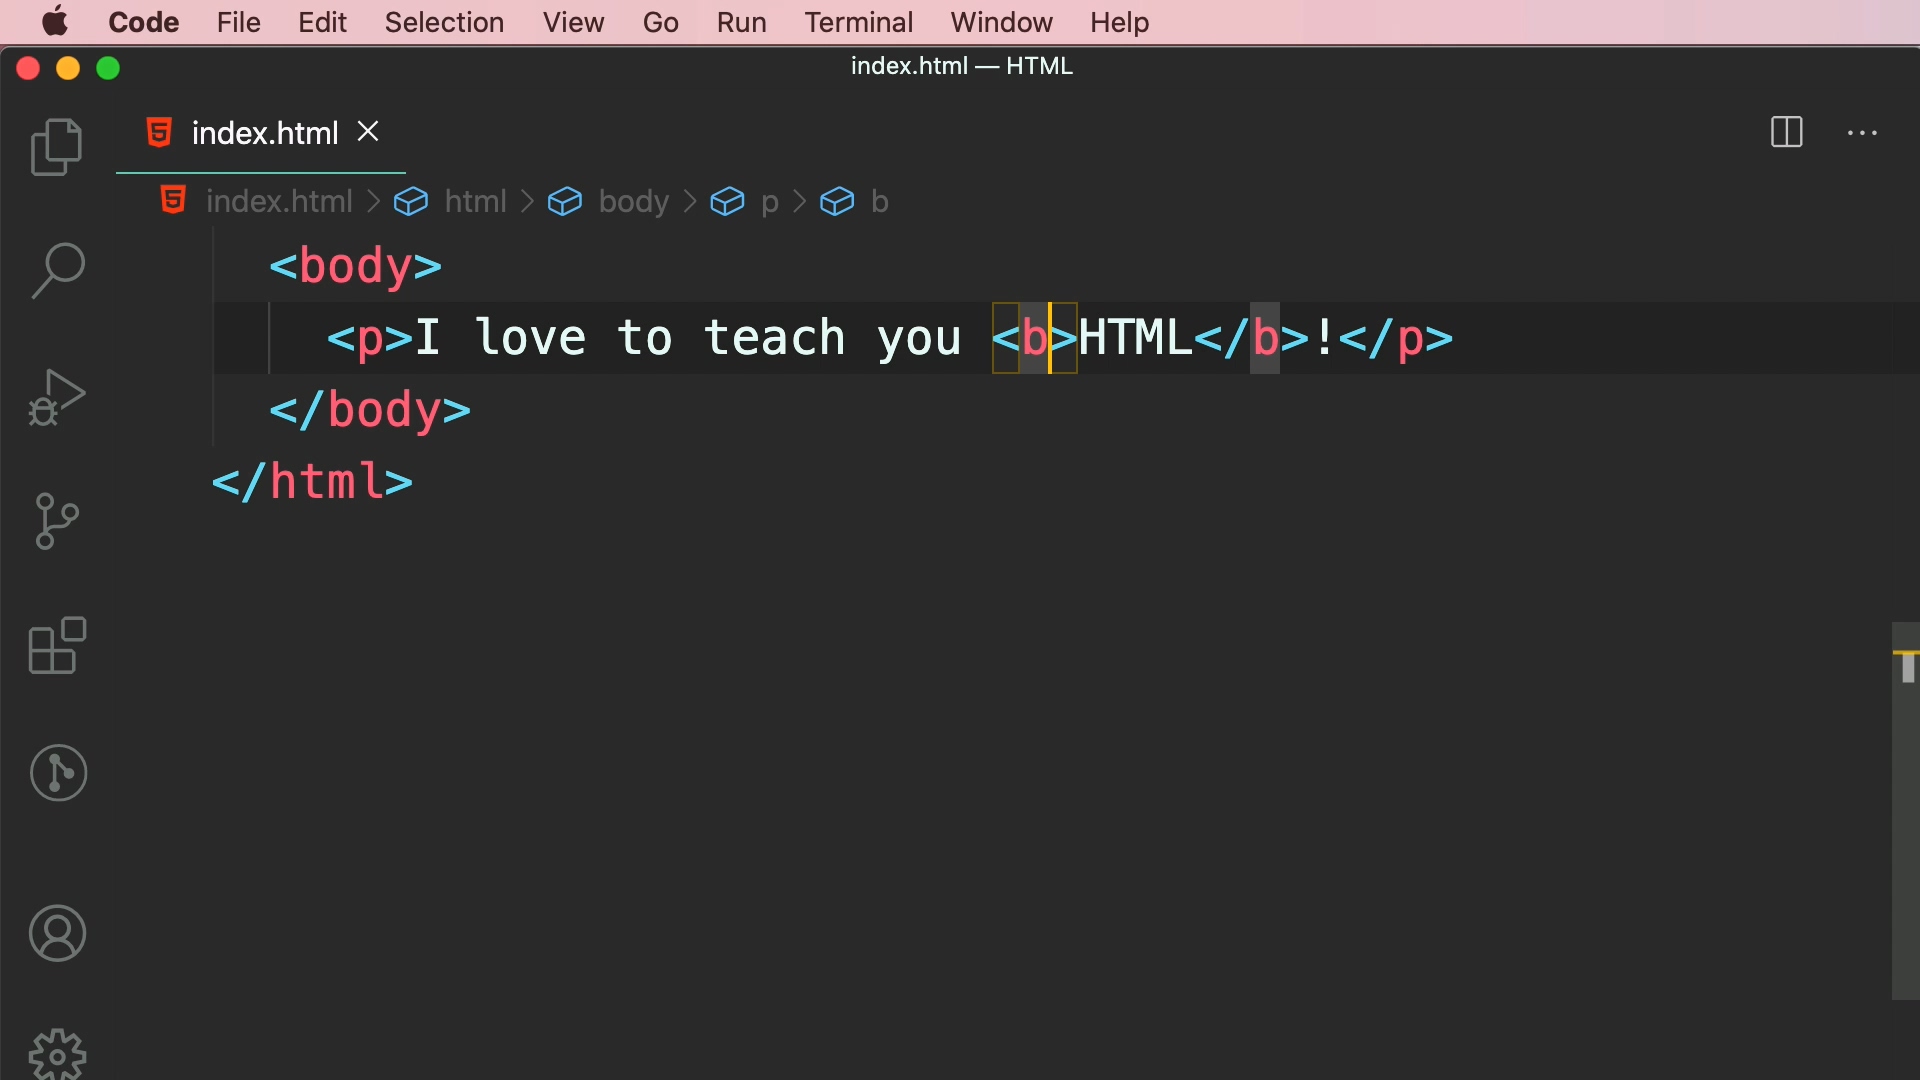 Code File Edit Selection View Go Run Terminal Window Help
index.html — HTML
index.html
index.html > html > body > p > b
<body>
<p>I love to teach you <b>HTML</b>!</p>
</body>
</html>